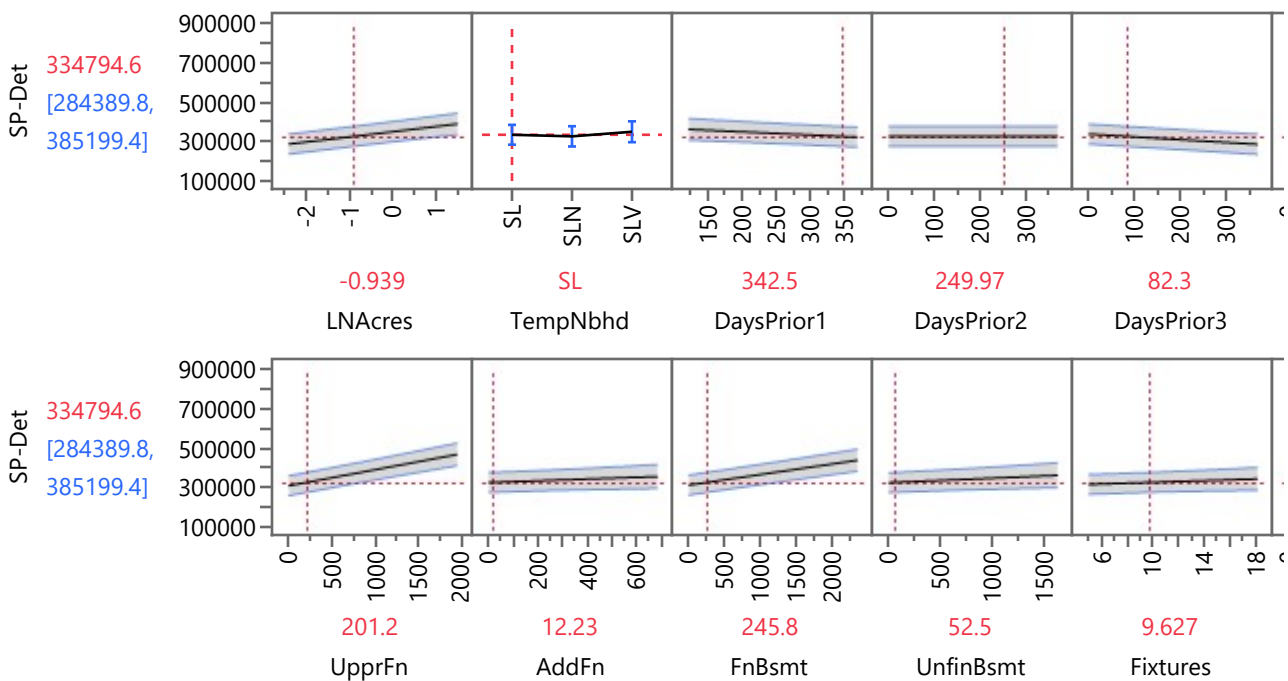 SP-Det
334794.6
[284389.8,
385199.4]
900000
700000
500000
300000
100000
-2 -1 0 1
SL SLN SLV
150 200 250 300 350
0 100 200 300
0 100 200 300
-0.939 SL 342.5 249.97 82.3
LNAcres TempNbhd DaysPrior1 DaysPrior2 DaysPrior3
SP-Det
334794.6
[284389.8,
385199.4]
900000
700000
500000
300000
100000
0 500 1000 1500 2000
0 200 400 600
0 500 1000 1500 2000
0 500 1000 1500
6 10 14 18
201.2 12.23 245.8 52.5 9.627
UpprFn AddFn FnBsmt UnfinBsmt Fixtures